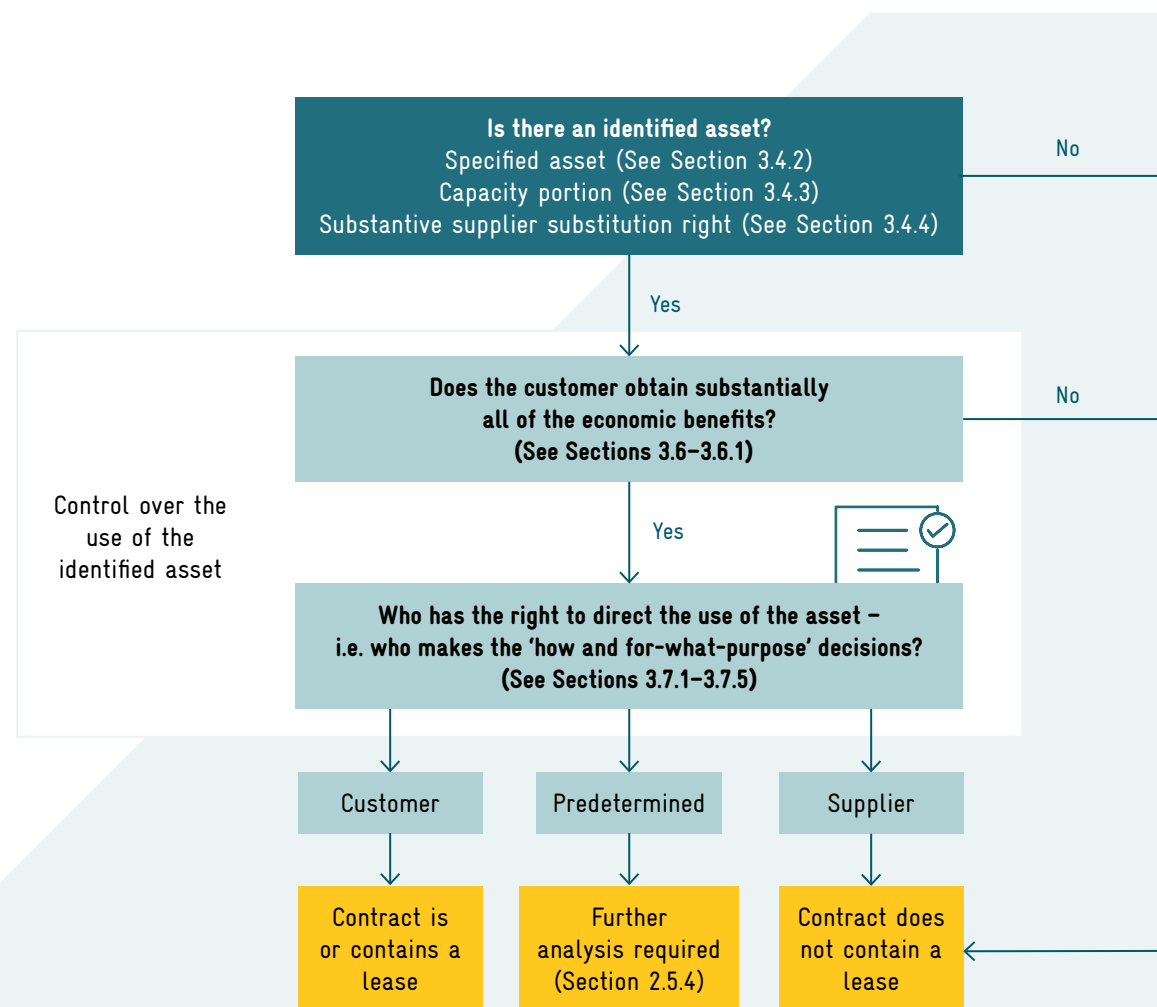 Is there an identified asset?
Specified asset (See Section 3.4.2)
Capacity portion (See Section 3.4.3)
Substantive supplier substitution right (See Section 3.4.4)
No
Yes
Does the customer obtain substantially
all of the economic benefits?
(See Sections 3.6–3.6.1)
No
Control over the
use of the
identified asset
Yes
Who has the right to direct the use of the asset –
i.e. who makes the ‘how and for-what-purpose’ decisions?
(See Sections 3.7.1–3.7.5)
Customer
Predetermined
Supplier
Contract is
or contains a
lease
Further
analysis required
(Section 2.5.4)
Contract does
not contain a
lease